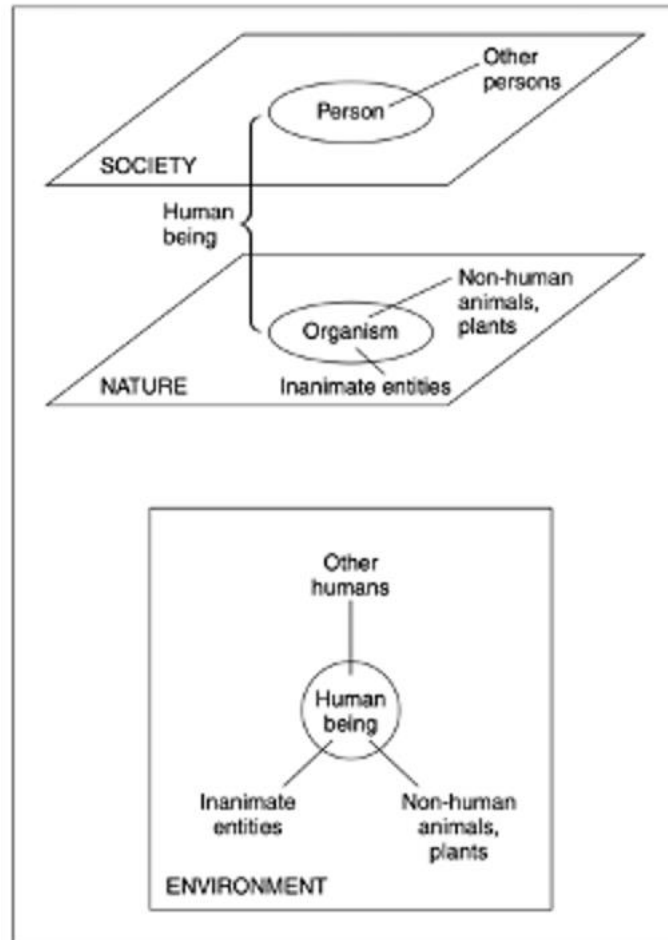 Other
persons
Person
SOCIETY
Human
being
Non-human
animals,
plants
Organism
NATURE
Inanimate entities
Other
humans
Human
being
Inanimate
entities
Non-human
animals,
plants
ENVIRONMENT